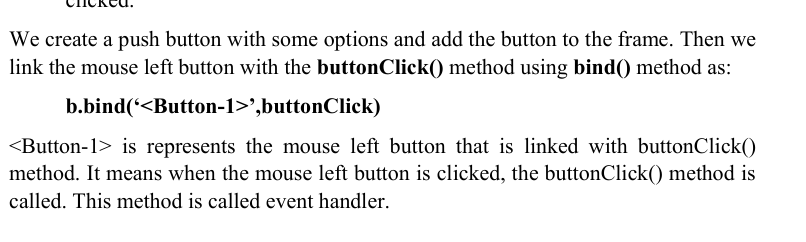 clicked.
We create a push button with some options and add the button to the frame. Then we
link the mouse left button with the buttonClick() method using bind() method as:
b.bind(‘<Button-1>’,buttonClick)
<Button-1> is represents the mouse left button that is linked with buttonClick()
method. It means when the mouse left button is clicked, the buttonClick() method is
called. This method is called event handler.